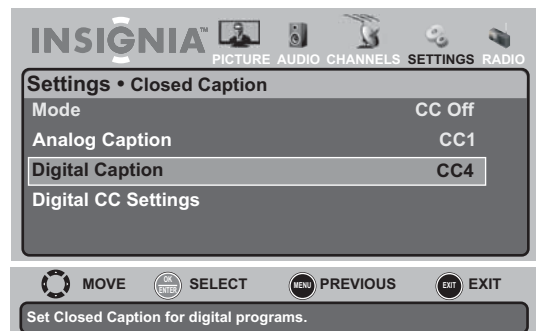 INSIGNIA™
PICTURE AUDIO CHANNELS SETTINGS RADIO
Settings • Closed Caption
Mode CC Off
Analog Caption CC1
Digital Caption CC4
Digital CC Settings
MOVE OK ENTER SELECT MENU PREVIOUS EXIT EXIT
Set Closed Caption for digital programs.